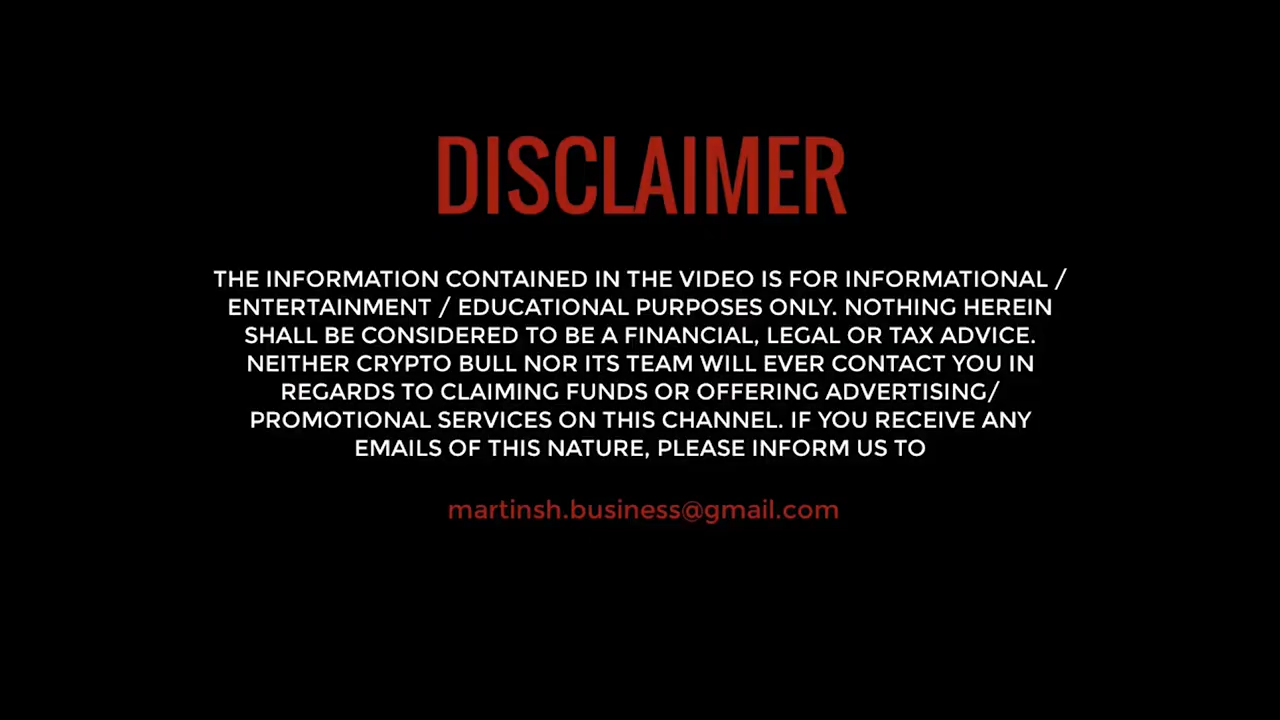 DISCLAIMER
THE INFORMATION CONTAINED IN THE VIDEO IS FOR INFORMATIONAL /
ENTERTAINMENT / EDUCATIONAL PURPOSES ONLY. NOTHING HEREIN
SHALL BE CONSIDERED TO BE A FINANCIAL, LEGAL OR TAX ADVICE.
NEITHER CRYPTO BULL NOR ITS TEAM WILL EVER CONTACT YOU IN
REGARDS TO CLAIMING FUNDS OR OFFERING ADVERTISING/
PROMOTIONAL SERVICES ON THIS CHANNEL. IF YOU RECEIVE ANY
EMAILS OF THIS NATURE, PLEASE INFORM US TO
martinsh.business@gmail.com